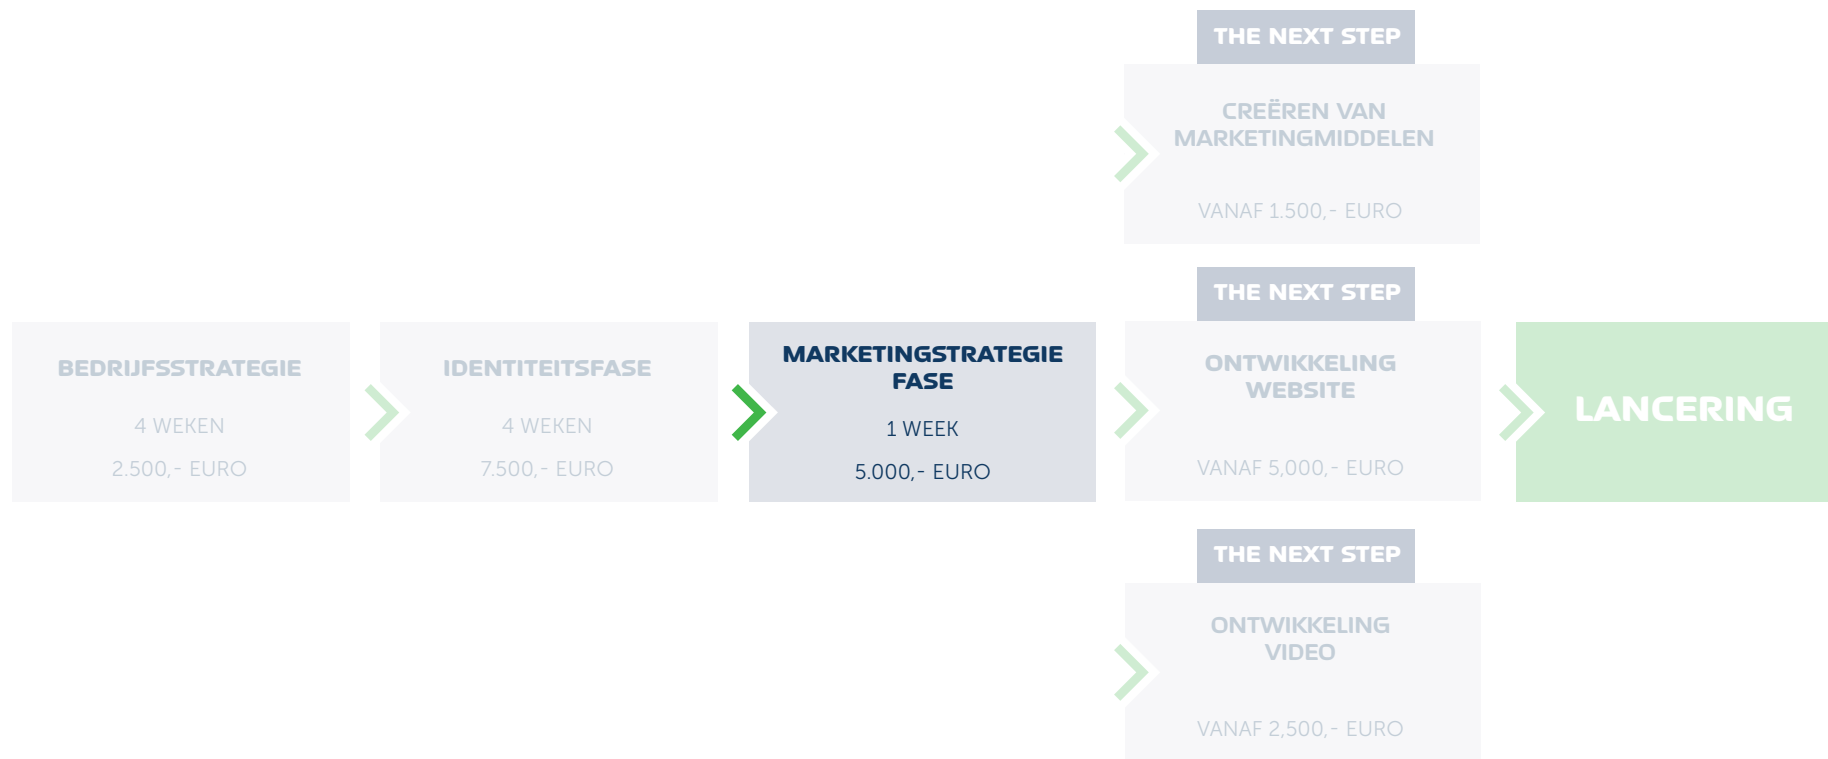 BEDRIJFSSTRATEGIE
4 WEKEN
2.500,- EURO
IDENTITEITSFASE
4 WEKEN
7.500,- EURO
MARKETINGSTRATEGIE
FASE
1 WEEK
5.000,- EURO
THE NEXT STEP
CREËREN VAN
MARKETINGMIDDELEN
VANAF 1.500,- EURO
THE NEXT STEP
ONTWIKKELING
WEBSITE
VANAF 5,000,- EURO
THE NEXT STEP
ONTWIKKELING
VIDEO
VANAF 2,500,- EURO
LANCERING